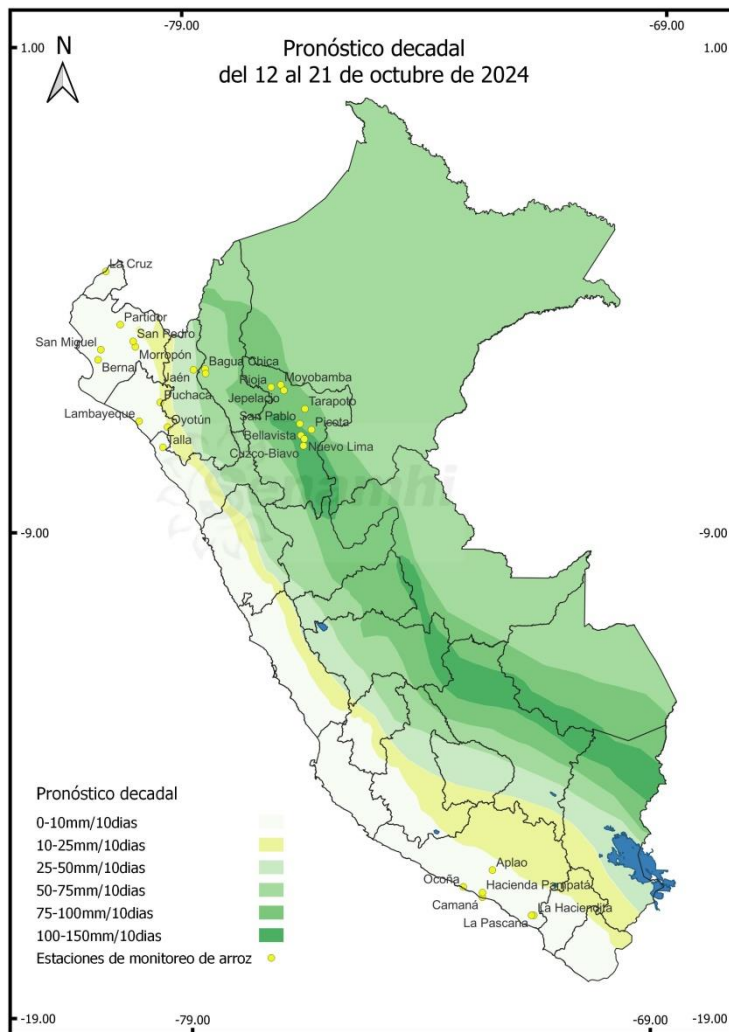 -79.00
-69.00
1.00
1.00
N
Pronóstico decadal
del 12 al 21 de octubre de 2024
La Cruz
Partidor
San Pedro
San Miguel
Morropón
Bernal
Bagua Chica
Jaén
Rioja
Moyobamba
Puchaca
Jepelacio
Tarapoto
Lambayeque
San Pablo
Oyotún
Picota
Talla
Bellavista
Nuevo Lima
Cuzco-Biavo
Senamhi
-9.00
-9.00
Pronóstico decadal
0-10mm/10dias
10-25mm/10dias
25-50mm/10dias
50-75mm/10dias
75-100mm/10dias
100-150mm/10dias
Estaciones de monitoreo de arroz
Aplao
Ocoña
Hacienda Pampatá
Camaná
La Haciendita
La Pascana
-19.00
-79.00
-69.00
-19.00